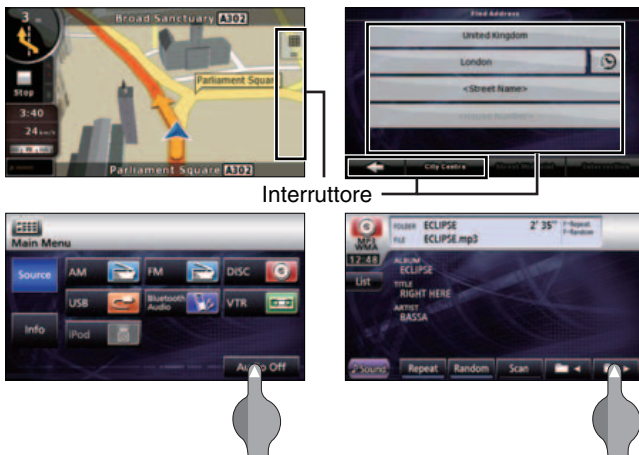 3
Broad Sanctuary A302
Stop
Parliament Square
3:40
24
Parliament Square A302
Find Address
United Kingdom
London
<Street Name>
City Centre
Interruttore
Main Menu
Source
AM
FM
DISC
USB
Bluetooth Audio
VTR
Info
iPod
Audio Off
MP3
WMA
FOLDER ECLIPSE 2' 35"
F-Repeat
F-Random
FILE ECLIPSE.mp3
12:48
List
ALBUM
ECLIPSE
TITLE
RIGHT HERE
ARTIST
BASSA
Sound
Repeat
Random
Scan